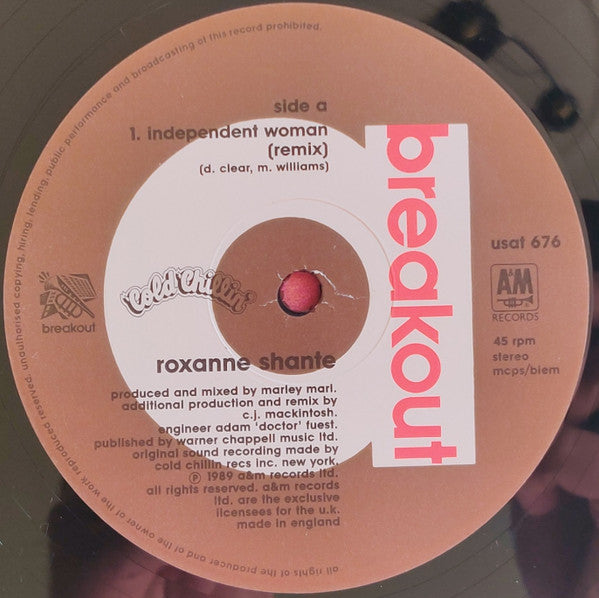 all rights of the producer and of the owner of the work reproduced reserved. unauthorised copying, hiring, lending, public performance and broadcasting of this record prohibited.
side a
1. independent woman
(remix)
(d. clear, m. williams)
breakout
usat 676
A&M
RECORDS
45 rpm
stereo
mcps/biem
Cold Chillin'
breakout
roxanne shante
produced and mixed by marley marl.
additional production and remix by
c.j. mackintosh.
engineer adam 'doctor' fuest.
published by warner chappell music ltd.
original sound recording made by
cold chillin recs inc. new york.
℗ 1989 a&m records ltd.
all rights reserved. a&m records
ltd. are the exclusive
licensees for the u.k.
made in england